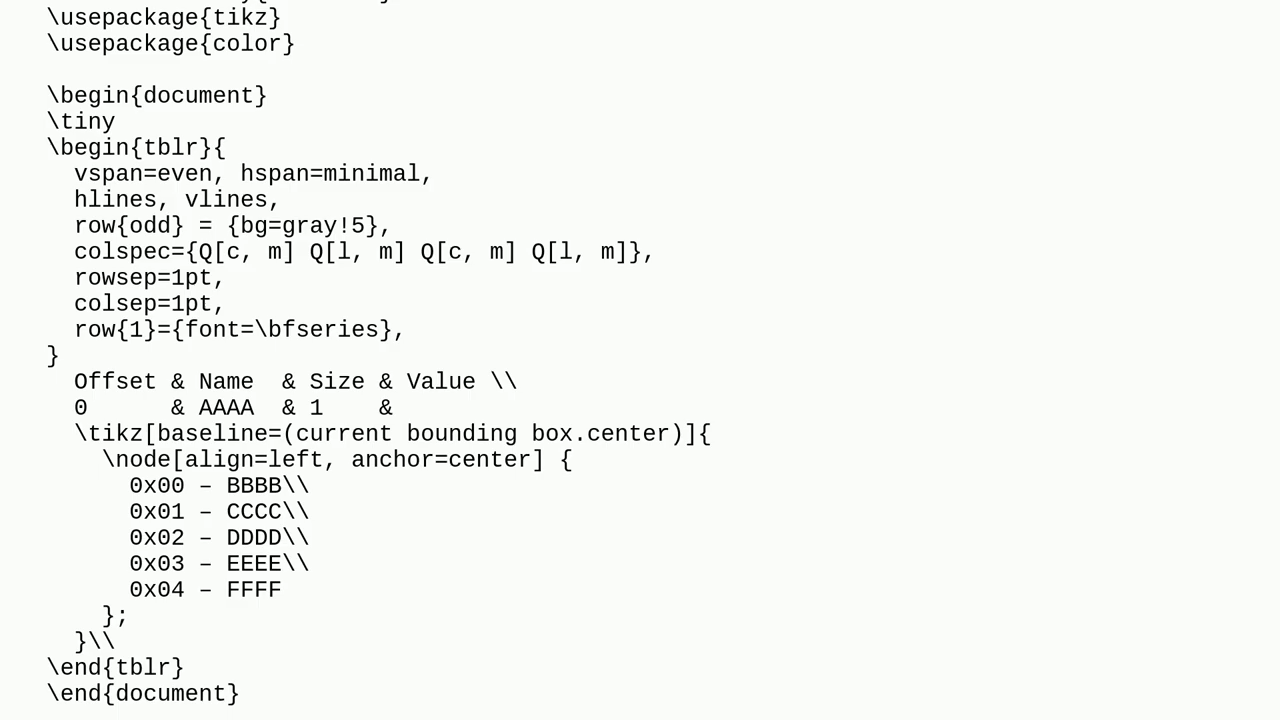 \usepackage{tikz}
\usepackage{color}

\begin{document}
\tiny
\begin{tblr}{
  vspan=even, hspan=minimal,
  hlines, vlines,
  row{odd} = {bg=gray!5},
  colspec={Q[c, m] Q[l, m] Q[c, m] Q[l, m]},
  rowsep=1pt,
  colsep=1pt,
  row{1}={font=\bfseries},
}
  Offset & Name  & Size & Value \\
  0      & AAAA  & 1    &
  \tikz[baseline=(current bounding box.center)]{
    \node[align=left, anchor=center] {
      0x00 – BBBB\\
      0x01 – CCCC\\
      0x02 – DDDD\\
      0x03 – EEEE\\
      0x04 – FFFF
    };
  }\\
\end{tblr}
\end{document}